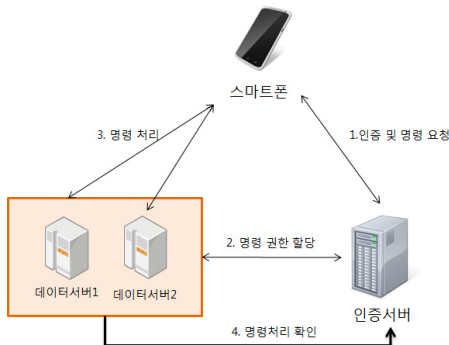 스마트폰
3. 명령 처리
1.인증 및 명령 요청
2. 명령 권한 할당
데이터서버1
데이터서버2
인증서버
4. 명령처리 확인